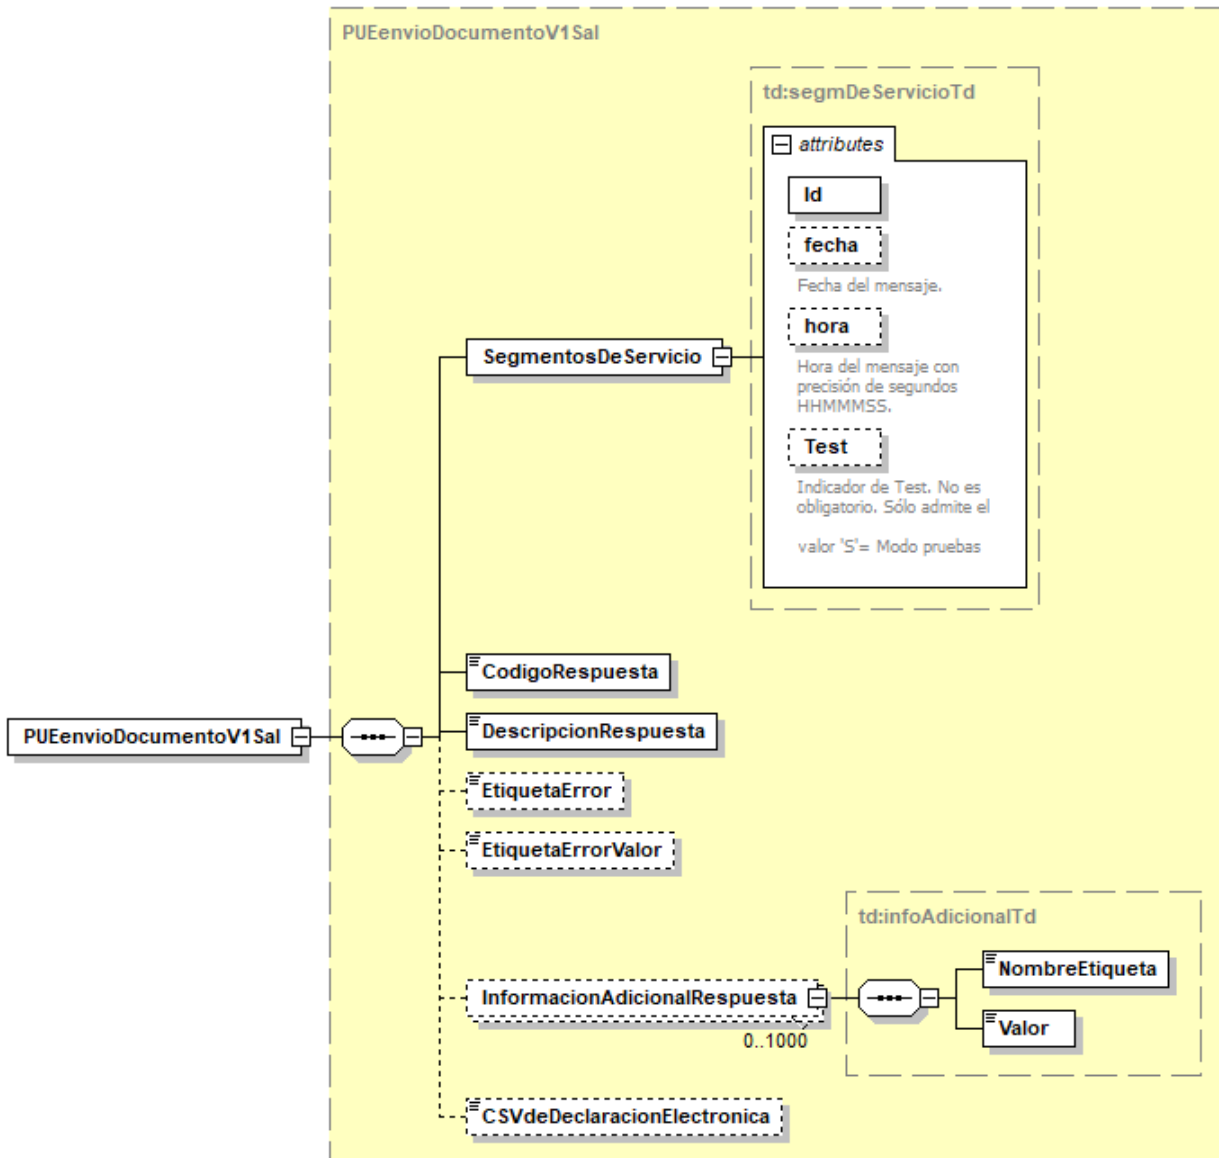 PUEenvioDocumentoV1Sal
td:segmDeServicioTd
attributes
Id
fecha
Fecha del mensaje.
hora
Hora del mensaje con
precisión de segundos
HHMMMSS.
Test
Indicador de Test. No es
obligatorio. Sólo admite el
valor 'S'= Modo pruebas
SegmentosDeServicio
CodigoRespuesta
PUEenvioDocumentoV1Sal
DescripcionRespuesta
EtiquetaError
EtiquetaErrorValor
td:infoAdicionalTd
InformacionAdicionalRespuesta
0..1000
NombreEtiqueta
Valor
CSVdeDeclaracionElectronica